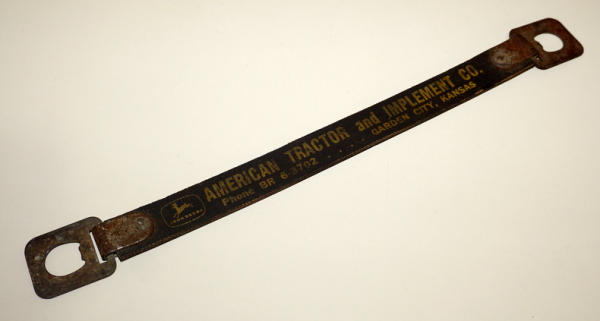 AMERICAN TRACTOR and IMPLEMENT CO.
Phone BR 6-3702 . . . . . GARDEN CITY, KANSAS
JOHN DEERE